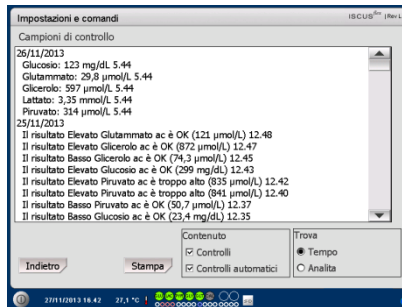 Impostazioni e comandi
ISCUS flex |Rev L
Campioni di controllo
26/11/2013
Glucosio: 123 mg/dL 5.44
Glutammato: 29,8 µmol/L 5.44
Glicerolo: 597 µmol/L 5.44
Lattato: 3,35 mmol/L 5.44
Piruvato: 314 µmol/L 5.44
25/11/2013
Il risultato Elevato Glutammato ac è OK (121 µmol/L) 12.48
Il risultato Elevato Glicerolo ac è OK (872 µmol/L) 12.47
Il risultato Basso Glicerolo ac è OK (74,3 µmol/L) 12.45
Il risultato Elevato Glucosio ac è OK (299 mg/dL) 12.43
Il risultato Elevato Piruvato ac è troppo alto (835 µmol/L) 12.42
Il risultato Elevato Piruvato ac è troppo alto (841 µmol/L) 12.40
Il risultato Basso Piruvato ac è OK (50,7 µmol/L) 12.37
Il risultato Basso Glucosio ac è OK (23,4 mg/dL) 12.35
Contenuto
Trova
Controlli
Tempo
Indietro
Stampa
Controlli automatici
Analita
27/11/2013 16.42
27,1 °C